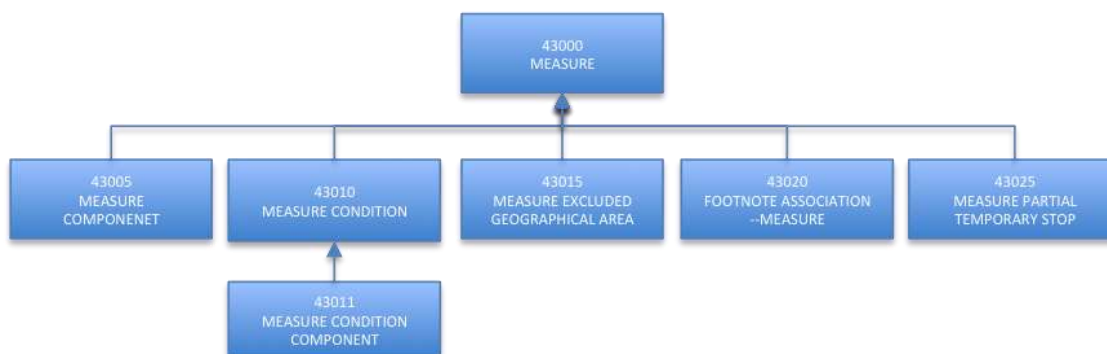 43000
MEASURE
43005
MEASURE
COMPONENET
43010
MEASURE CONDITION
43015
MEASURE EXCLUDED
GEOGRAPHICAL AREA
43020
FOOTNOTE ASSOCIATION
--MEASURE
43025
MEASURE PARTIAL
TEMPORARY STOP
43011
MEASURE CONDITION
COMPONENT